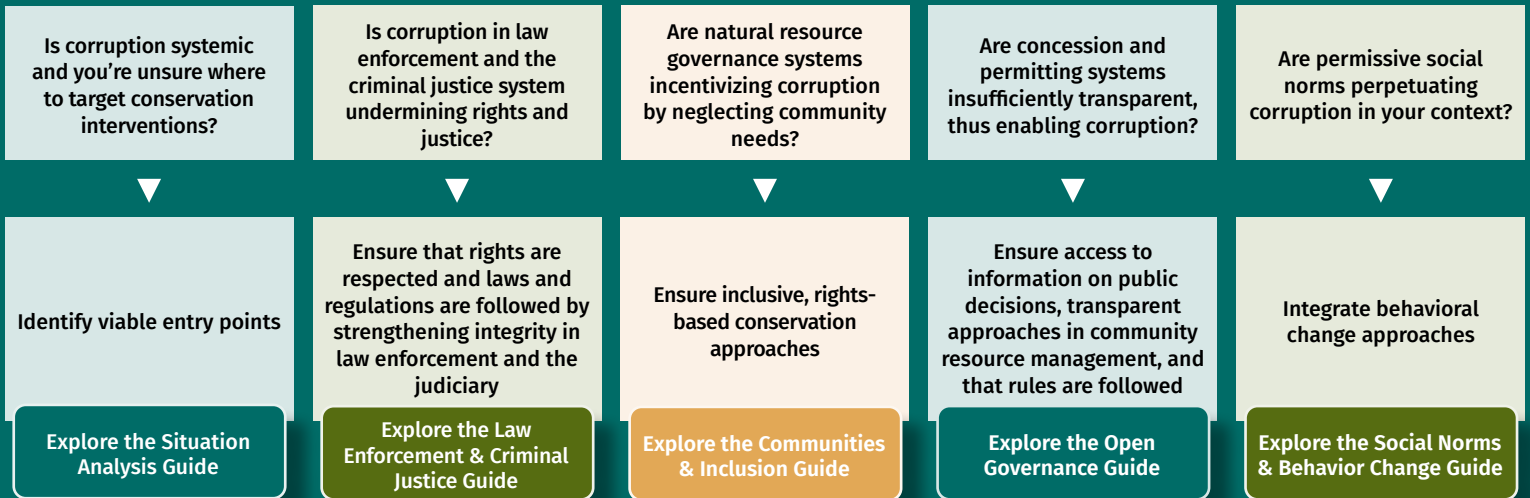 Is corruption systemic
and you’re unsure where
to target conservation
interventions?
Is corruption in law
enforcement and the
criminal justice system
undermining rights and
justice?
Are natural resource
governance systems
incentivizing corruption
by neglecting community
needs?
Are concession and
permitting systems
insufficiently transparent,
thus enabling corruption?
Are permissive social
norms perpetuating
corruption in your context?
Identify viable entry points
Ensure that rights are
respected and laws and
regulations are followed by
strengthening integrity in
law enforcement and the
judiciary
Ensure inclusive, rights-
based conservation
approaches
Ensure access to
information on public
decisions, transparent
approaches in community
resource management, and
that rules are followed
Integrate behavioral
change approaches
Explore the Situation
Analysis Guide
Explore the Law
Enforcement & Criminal
Justice Guide
Explore the Communities
& Inclusion Guide
Explore the Open
Governance Guide
Explore the Social Norms
& Behavior Change Guide